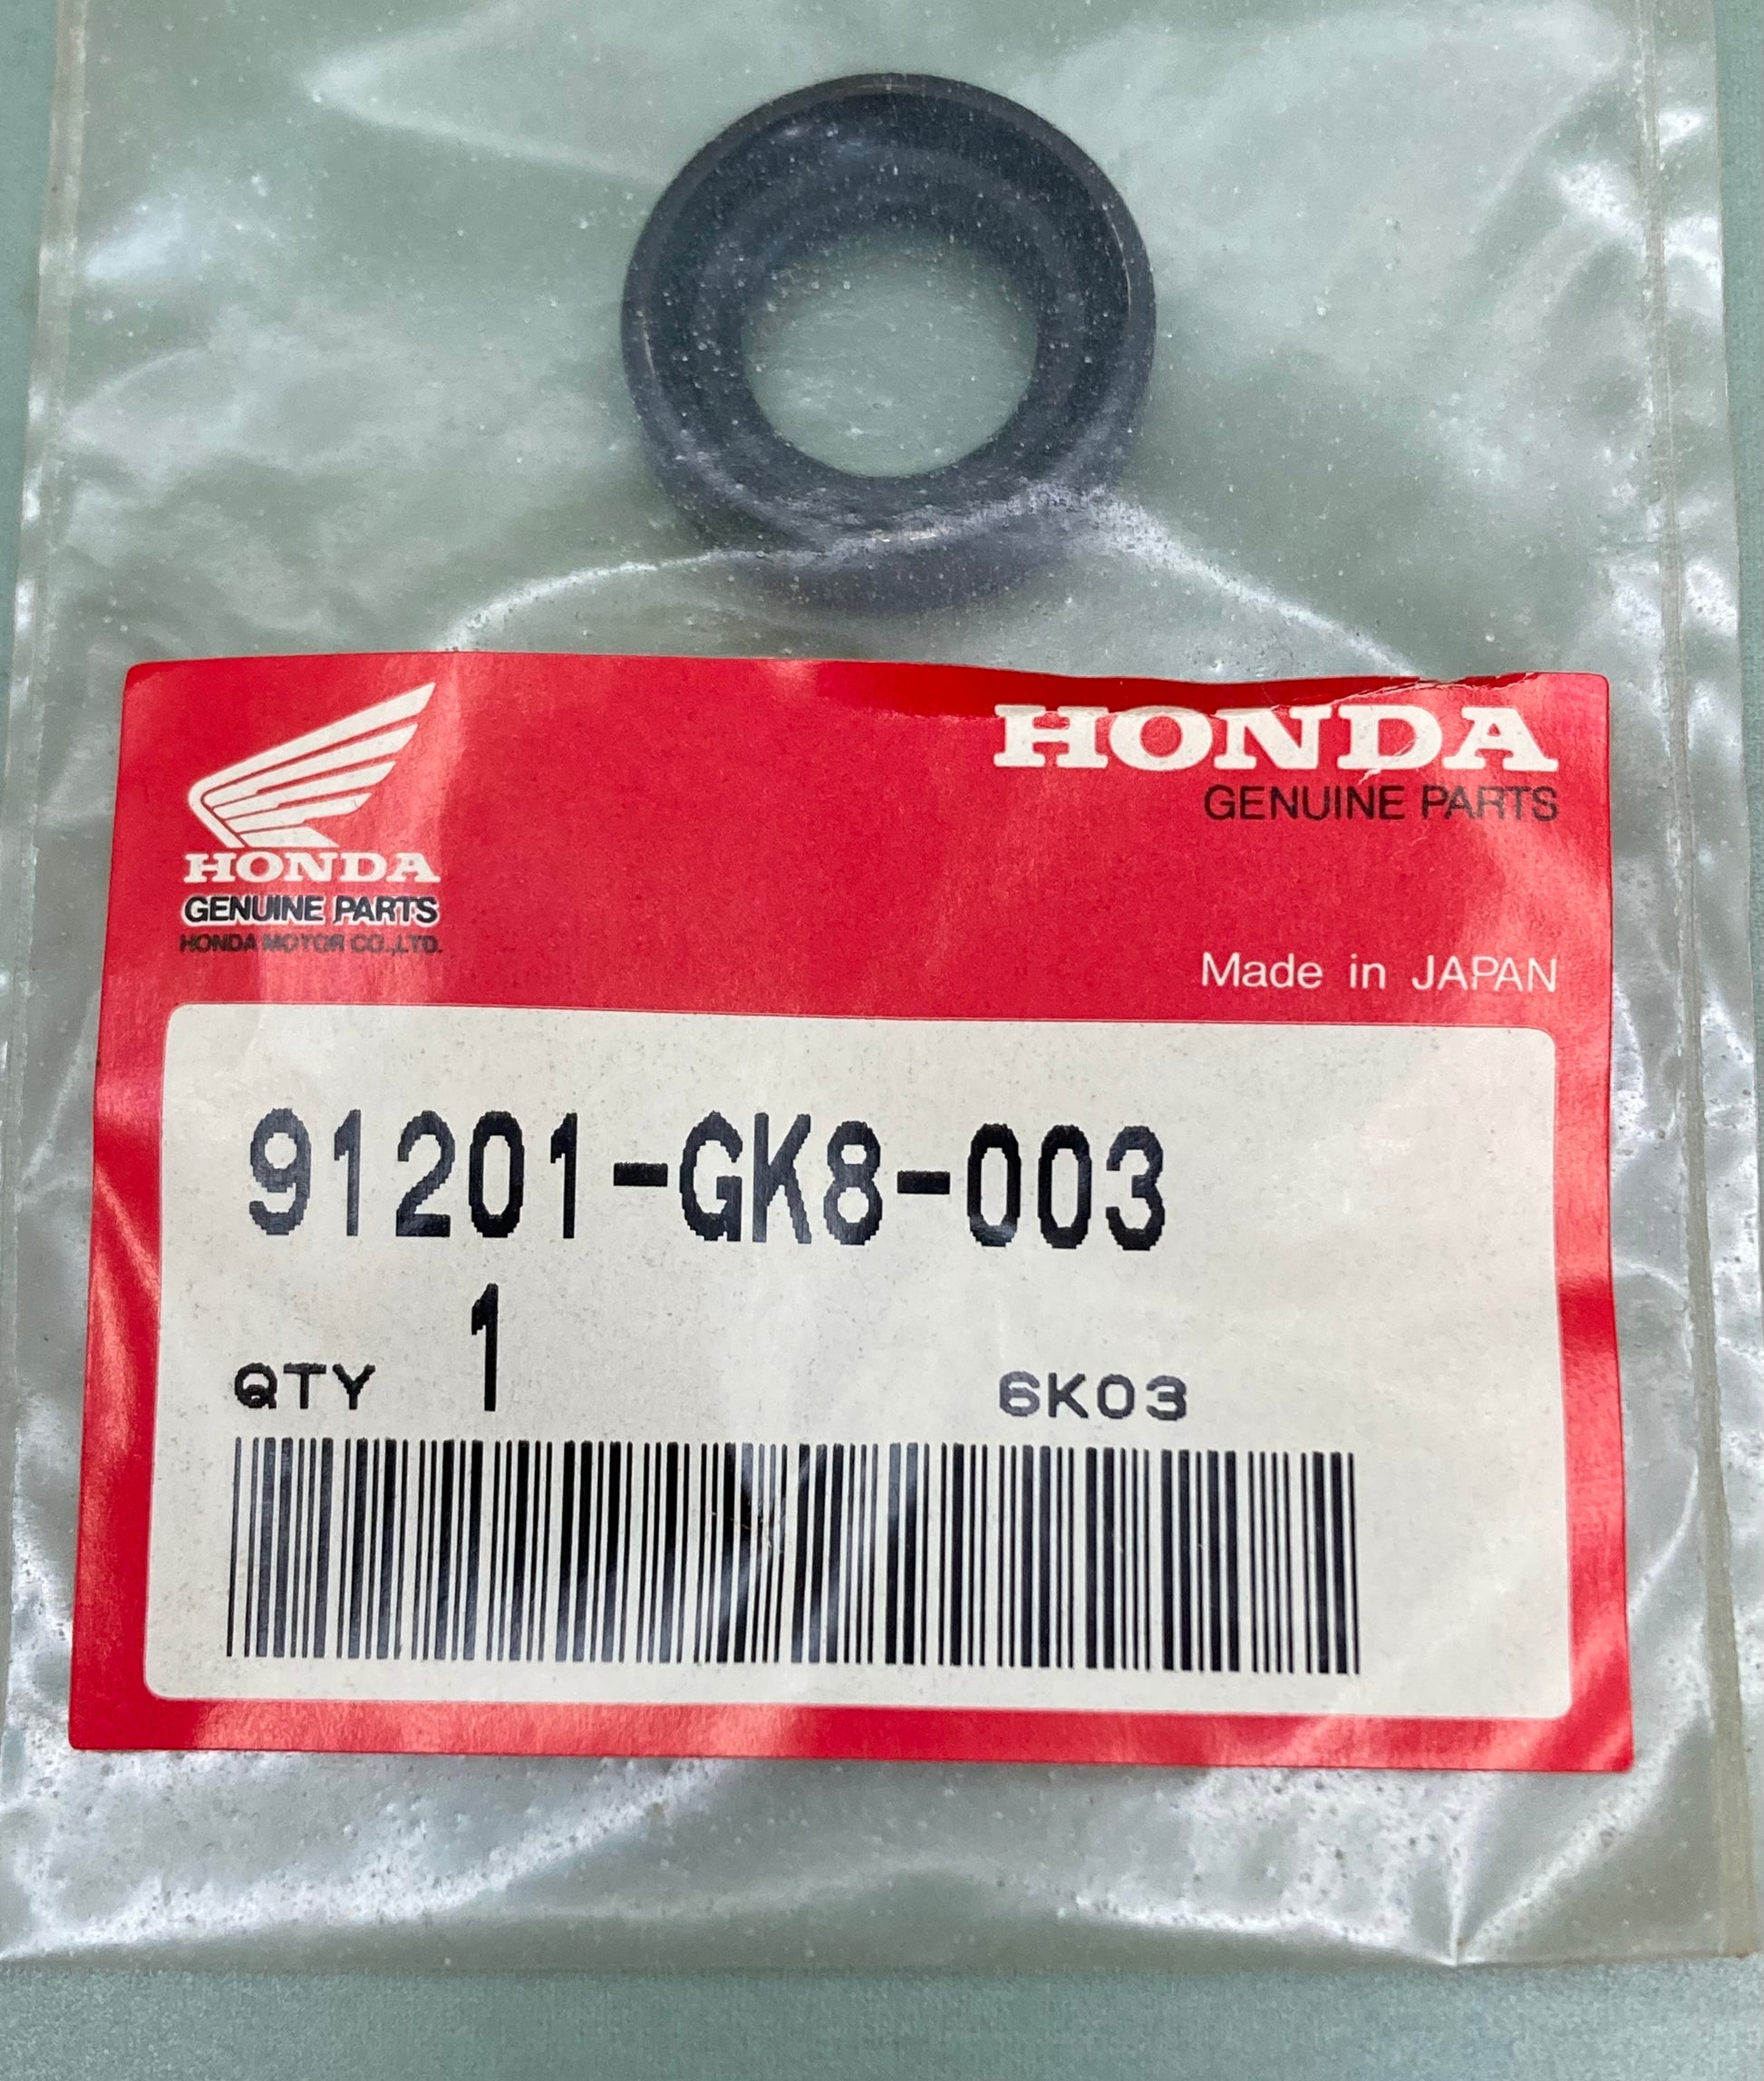 HONDA
GENUINE PARTS
HONDA MOTOR CO.,LTD.
HONDA
GENUINE PARTS
Made in JAPAN
91201-GK8-003
QTY 1
6K03